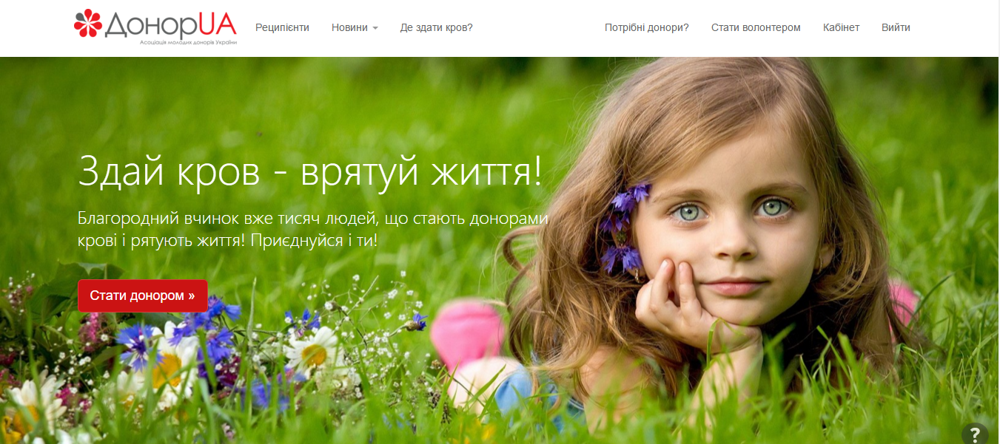 ДонорUA
Асоціація молодих донорів України
Реципієнти
Новини
Де здати кров?
Потрібні донори?
Стати волонтером
Кабінет
Вийти
Здай кров - врятуй життя!
Благородний вчинок вже тисяч людей, що стають донорами
крові і рятують життя! Приєднуйся і ти!
Стати донором »
?